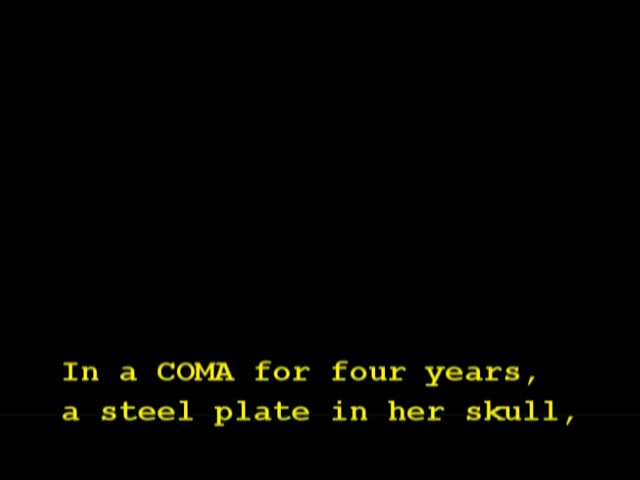 In a COMA for four years,
a steel plate in her skull,